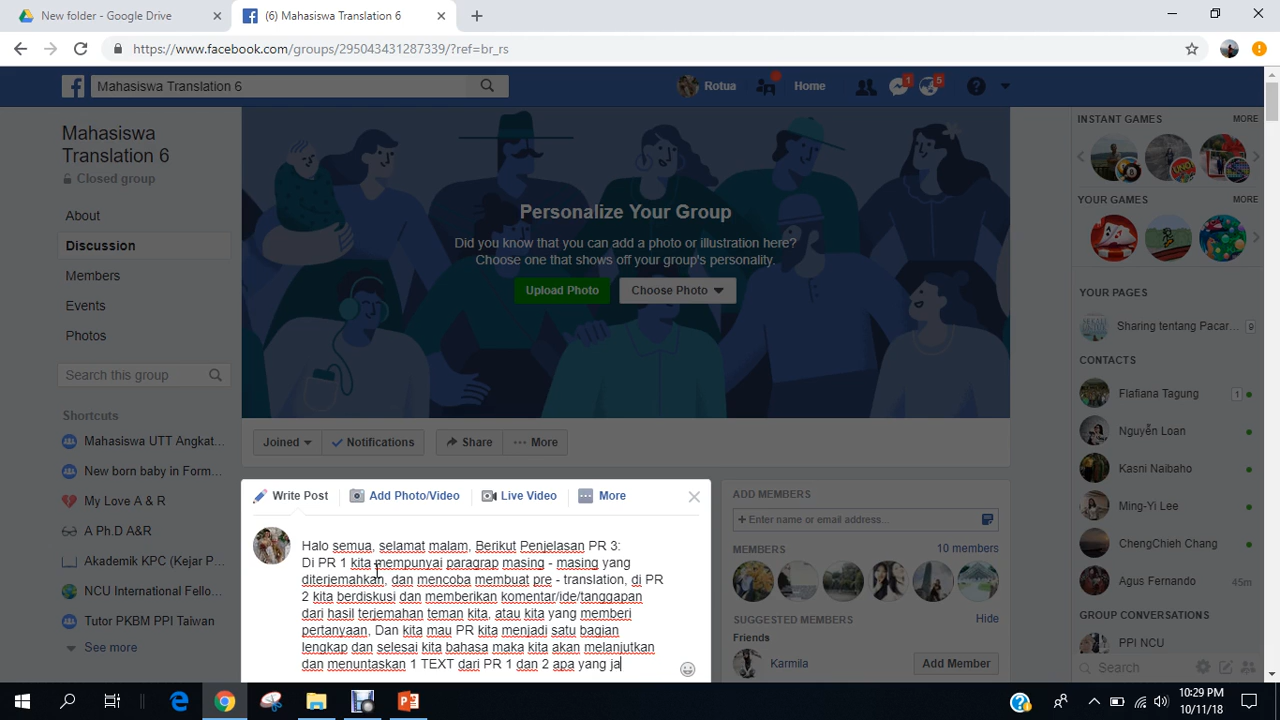 New folder - Google Drive
(6) Mahasiswa Translation 6
https://www.facebook.com/groups/295043431287339/?ref=br_rs
Mahasiswa Translation 6
Rotua
Home
1
5
Mahasiswa
Translation 6
Closed group
About
Discussion
Members
Events
Photos
Search this group
Shortcuts
Mahasiswa UTT Angkat...
New born baby in Form...
My Love A & R
A Ph.D A&R
Akademik KPC (Kejar P...
NCU International Fello...
Tutor PKBM PPI Taiwan
See more
Personalize Your Group
Did you know that you can add a photo or illustration here?
Choose one that shows off your group's personality.
Upload Photo
Choose Photo
Joined
Notifications
Share
More
Write Post
Add Photo/Video
Live Video
More
Halo semua, selamat malam, Berikut Penjelasan PR 3:
Di PR 1 kita mempunyai paragrap masing - masing yang
diterjemahkan, dan mencoba membuat pre - translation, di PR
2 kita berdiskusi dan memberikan komentar/ide/tanggapan
dari hasil terjemahan teman kita, atau kita yang memberi
pertanyaan, Dan kita mau PR kita menjadi satu bagian
lengkap dan selesai kita bahasa maka kita akan melanjutkan
dan menuntaskan 1 TEXT dari PR 1 dan 2 apa yang ja
ADD MEMBERS
Enter name or email address...
MEMBERS
10 members
SUGGESTED MEMBERS
Hide
Friends
Karmila
Add Member
INSTANT GAMES
MORE
YOUR GAMES
MORE
YOUR PAGES
Sharing tentang Pacar...
9
CONTACTS
Flafiana Tagung
1
Nguyễn Loan
Kasni Naibaho
Ming-Yi Lee
ChengChieh Chang
Agus Fernando
45m
GROUP CONVERSATIONS
PPI NCU
Search
10:29 PM
10/11/18